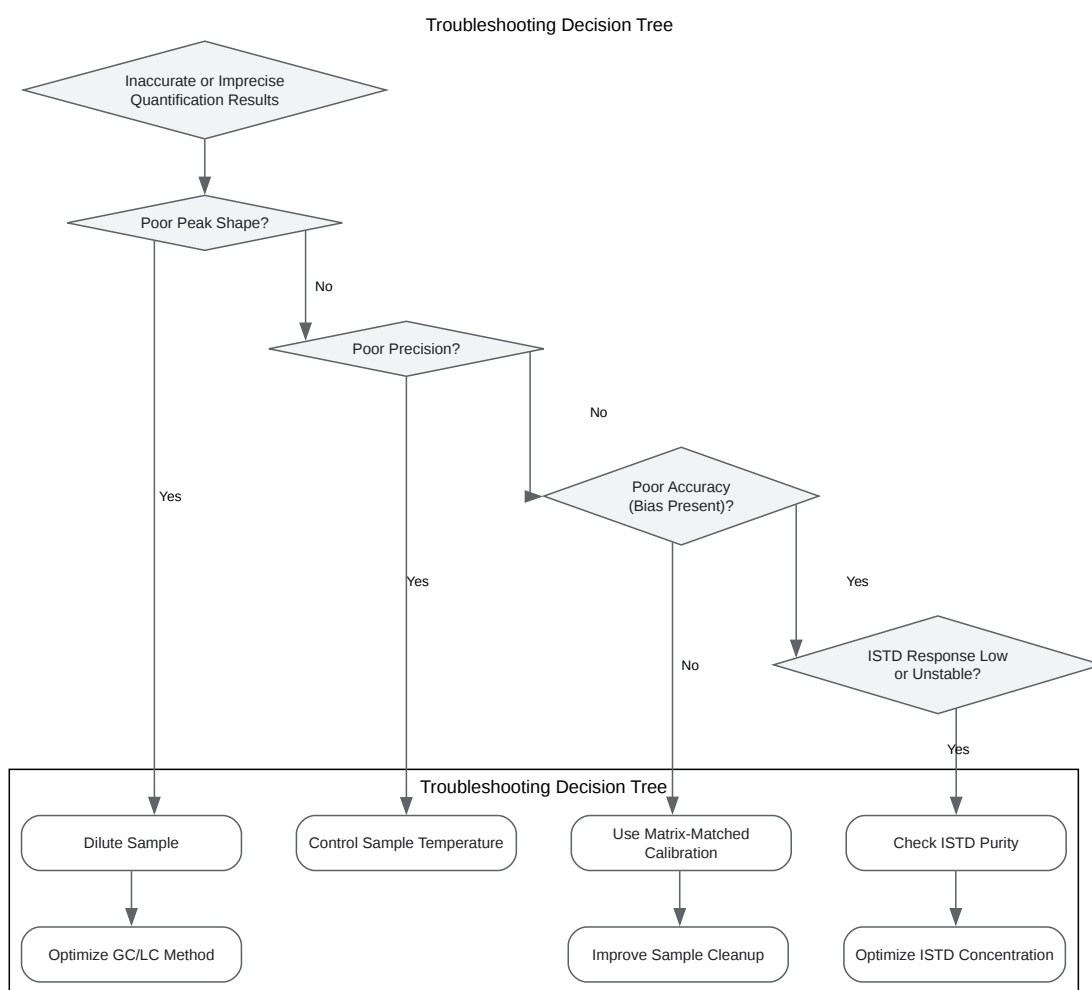 Troubleshooting Decision Tree
Inaccurate or Imprecise
Quantification Results
Poor Peak Shape?
No
Poor Precision?
No
Poor Accuracy
(Bias Present)?
Yes
Yes
Yes
ISTD Response Low
or Unstable?
No
Yes
Troubleshooting Decision Tree
Dilute Sample
Control Sample Temperature
Use Matrix-Matched
Calibration
Check ISTD Purity
Optimize GC/LC Method
Improve Sample Cleanup
Optimize ISTD Concentration